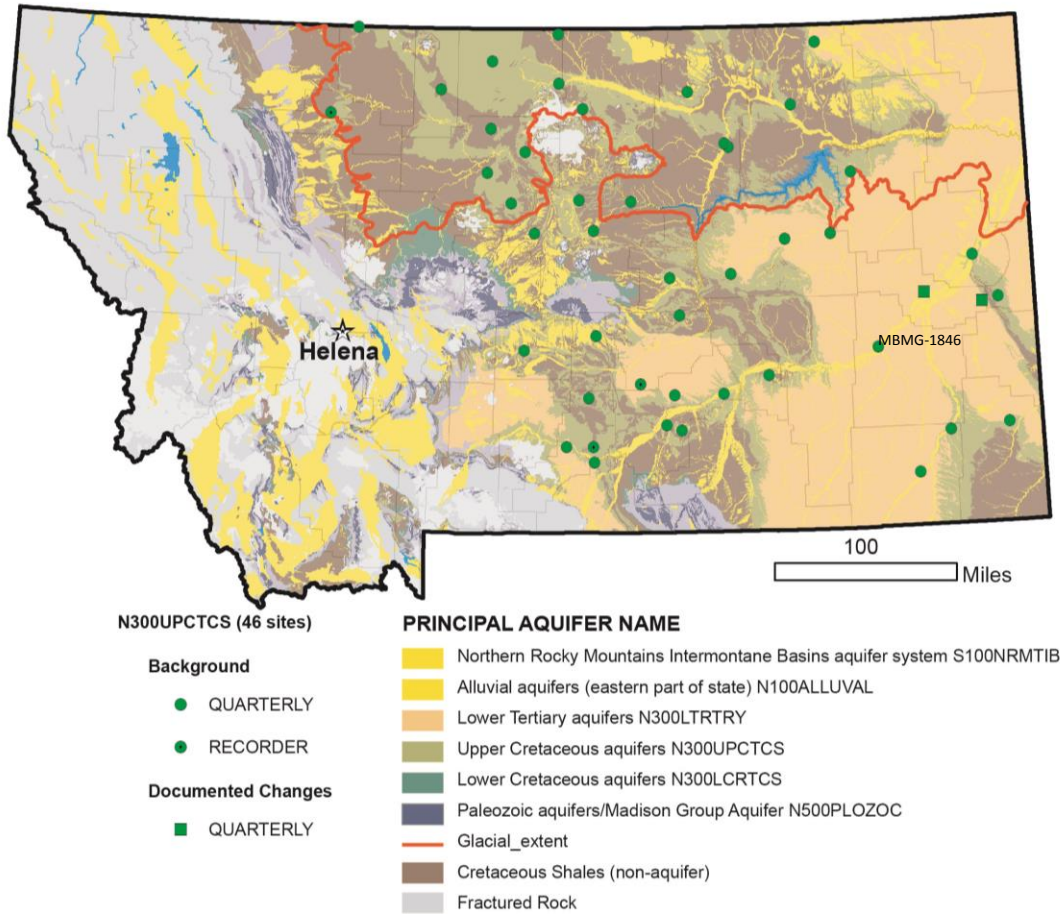 Helena
MBMG-1846
100
Miles
N300UPCTCS (46 sites)
Background
QUARTERLY
RECORDER
Documented Changes
QUARTERLY
PRINCIPAL AQUIFER NAME
Northern Rocky Mountains Intermontane Basins aquifer system S100NRMTIB
Alluvial aquifers (eastern part of state) N100ALLUVAL
Lower Tertiary aquifers N300LTRTRY
Upper Cretaceous aquifers N300UPCTCS
Lower Cretaceous aquifers N300LCRTCS
Paleozoic aquifers/Madison Group Aquifer N500PLOZOC
Glacial_extent
Cretaceous Shales (non-aquifer)
Fractured Rock